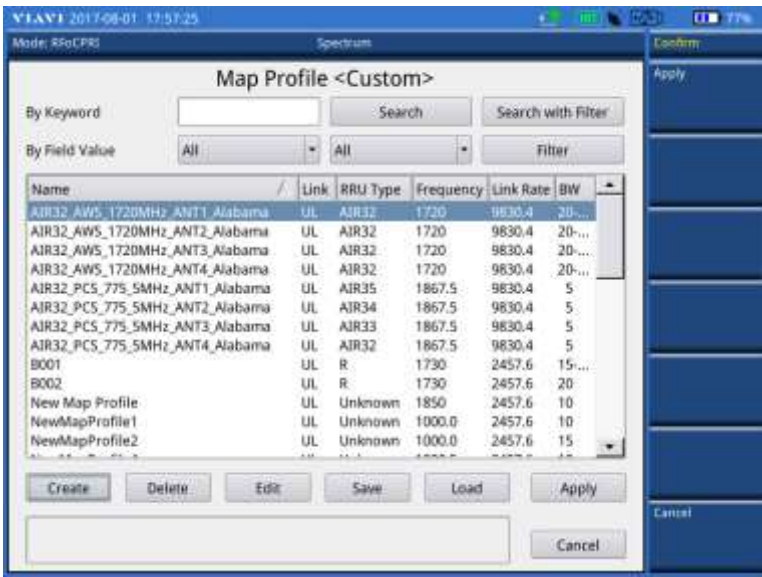 VIAVI 2017-08-01 17:57:25 77%
Mode: RFoCPRI Spectrum Confirm
Map Profile <Custom> Apply
By Keyword Search Search with Filter
By Field Value All All Filter
Name / Link RRU Type Frequency Link Rate BW
AIR32_AWS_1720MHz_ANT1_Alabama UL AIR32 1720 9830.4 20-...
AIR32_AWS_1720MHz_ANT2_Alabama UL AIR32 1720 9830.4 20-...
AIR32_AWS_1720MHz_ANT3_Alabama UL AIR32 1720 9830.4 20-...
AIR32_AWS_1720MHz_ANT4_Alabama UL AIR32 1720 9830.4 20-...
AIR32_PCS_775_5MHz_ANT1_Alabama UL AIR35 1867.5 9830.4 5
AIR32_PCS_775_5MHz_ANT2_Alabama UL AIR34 1867.5 9830.4 5
AIR32_PCS_775_5MHz_ANT3_Alabama UL AIR33 1867.5 9830.4 5
AIR32_PCS_775_5MHz_ANT4_Alabama UL AIR32 1867.5 9830.4 5
B001 UL R 1730 2457.6 15-...
B002 UL R 1730 2457.6 20
New Map Profile UL Unknown 1850 2457.6 10
NewMapProfile1 UL Unknown 1000.0 2457.6 10
NewMapProfile2 UL Unknown 1000.0 2457.6 15
Create Delete Edit Save Load Apply
Cancel
Cancel